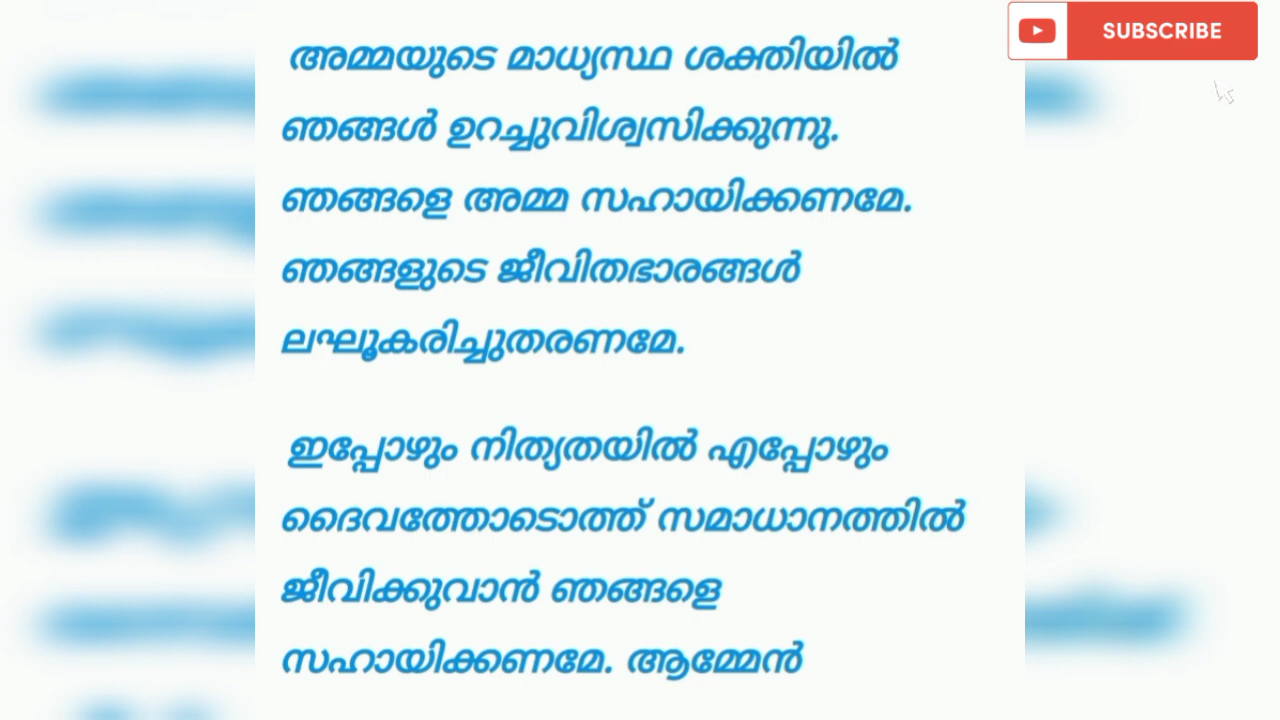 SUBSCRIBE
അമ്മയുടെ മാധ്യസ്ഥ ശക്തിയിൽ
ഞങ്ങൾ ഉറച്ചുവിശ്വസിക്കുന്നു.
ഞങ്ങളെ അമ്മ സഹായിക്കണമേ.
ഞങ്ങളുടെ ജീവിതഭാരങ്ങൾ
ലഘൂകരിച്ചുതരണമേ.
ഇപ്പോഴും നിത്യതയിൽ എപ്പോഴും
ദൈവത്തോടൊത്ത് സമാധാനത്തിൽ
ജീവിക്കുവാൻ ഞങ്ങളെ
സഹായിക്കണമേ. ആമ്മേൻ